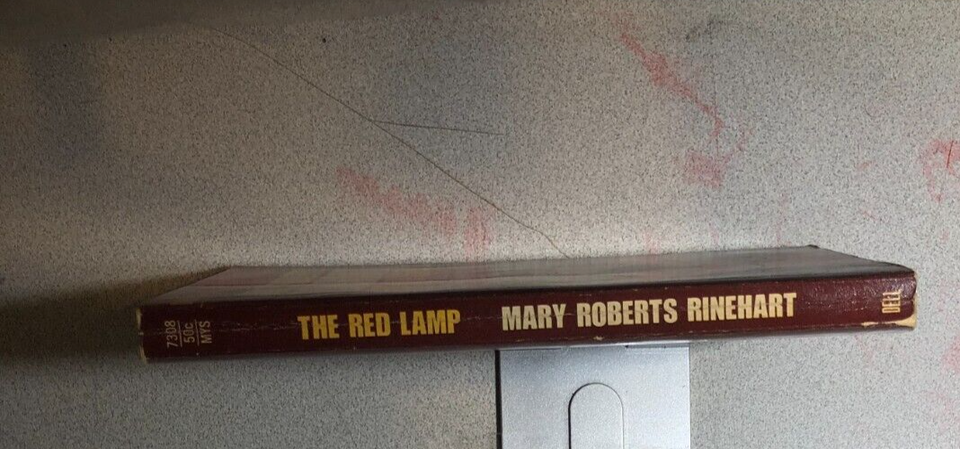 7308
50c
MYS
THE RED LAMP
MARY ROBERTS RINEHART
DELL